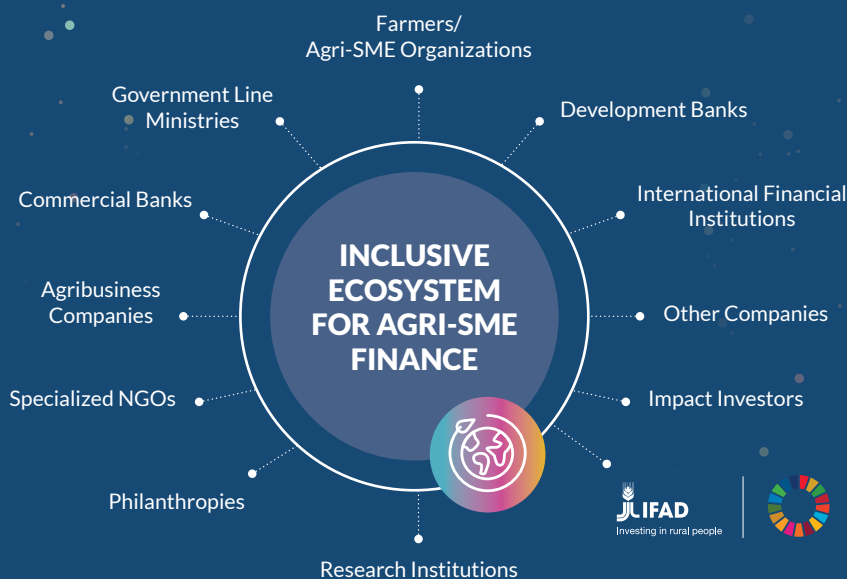 Farmers/
Agri-SME Organizations
Government Line
Ministries
Development Banks
Commercial Banks
International Financial
Institutions
INCLUSIVE
ECOSYSTEM
FOR AGRI-SME
FINANCE
Agribusiness
Companies
Other Companies
Specialized NGOs
Impact Investors
Philanthropies
IFAD
Investing in rural people
Research Institutions